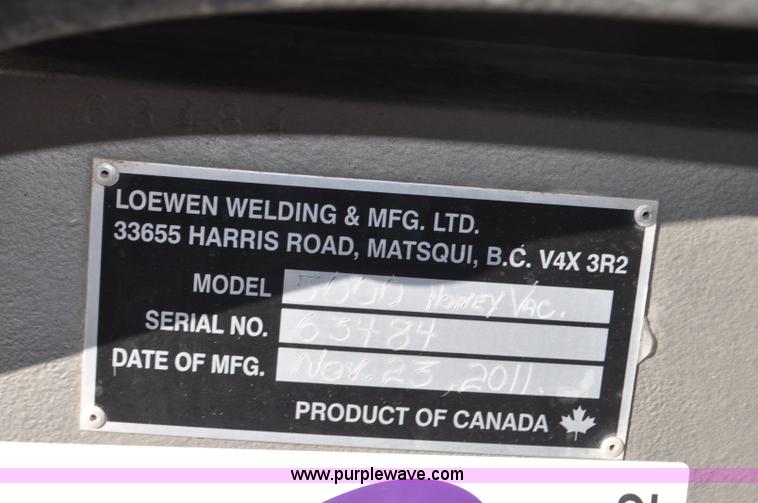 63484
LOEWEN WELDING & MFG. LTD.
33655 HARRIS ROAD, MATSQUI, B.C. V4X 3R2
MODEL 5000 HONEY VAC.
SERIAL NO. 63484
DATE OF MFG. NOV. 23, 2011.
PRODUCT OF CANADA
www.purplewave.com